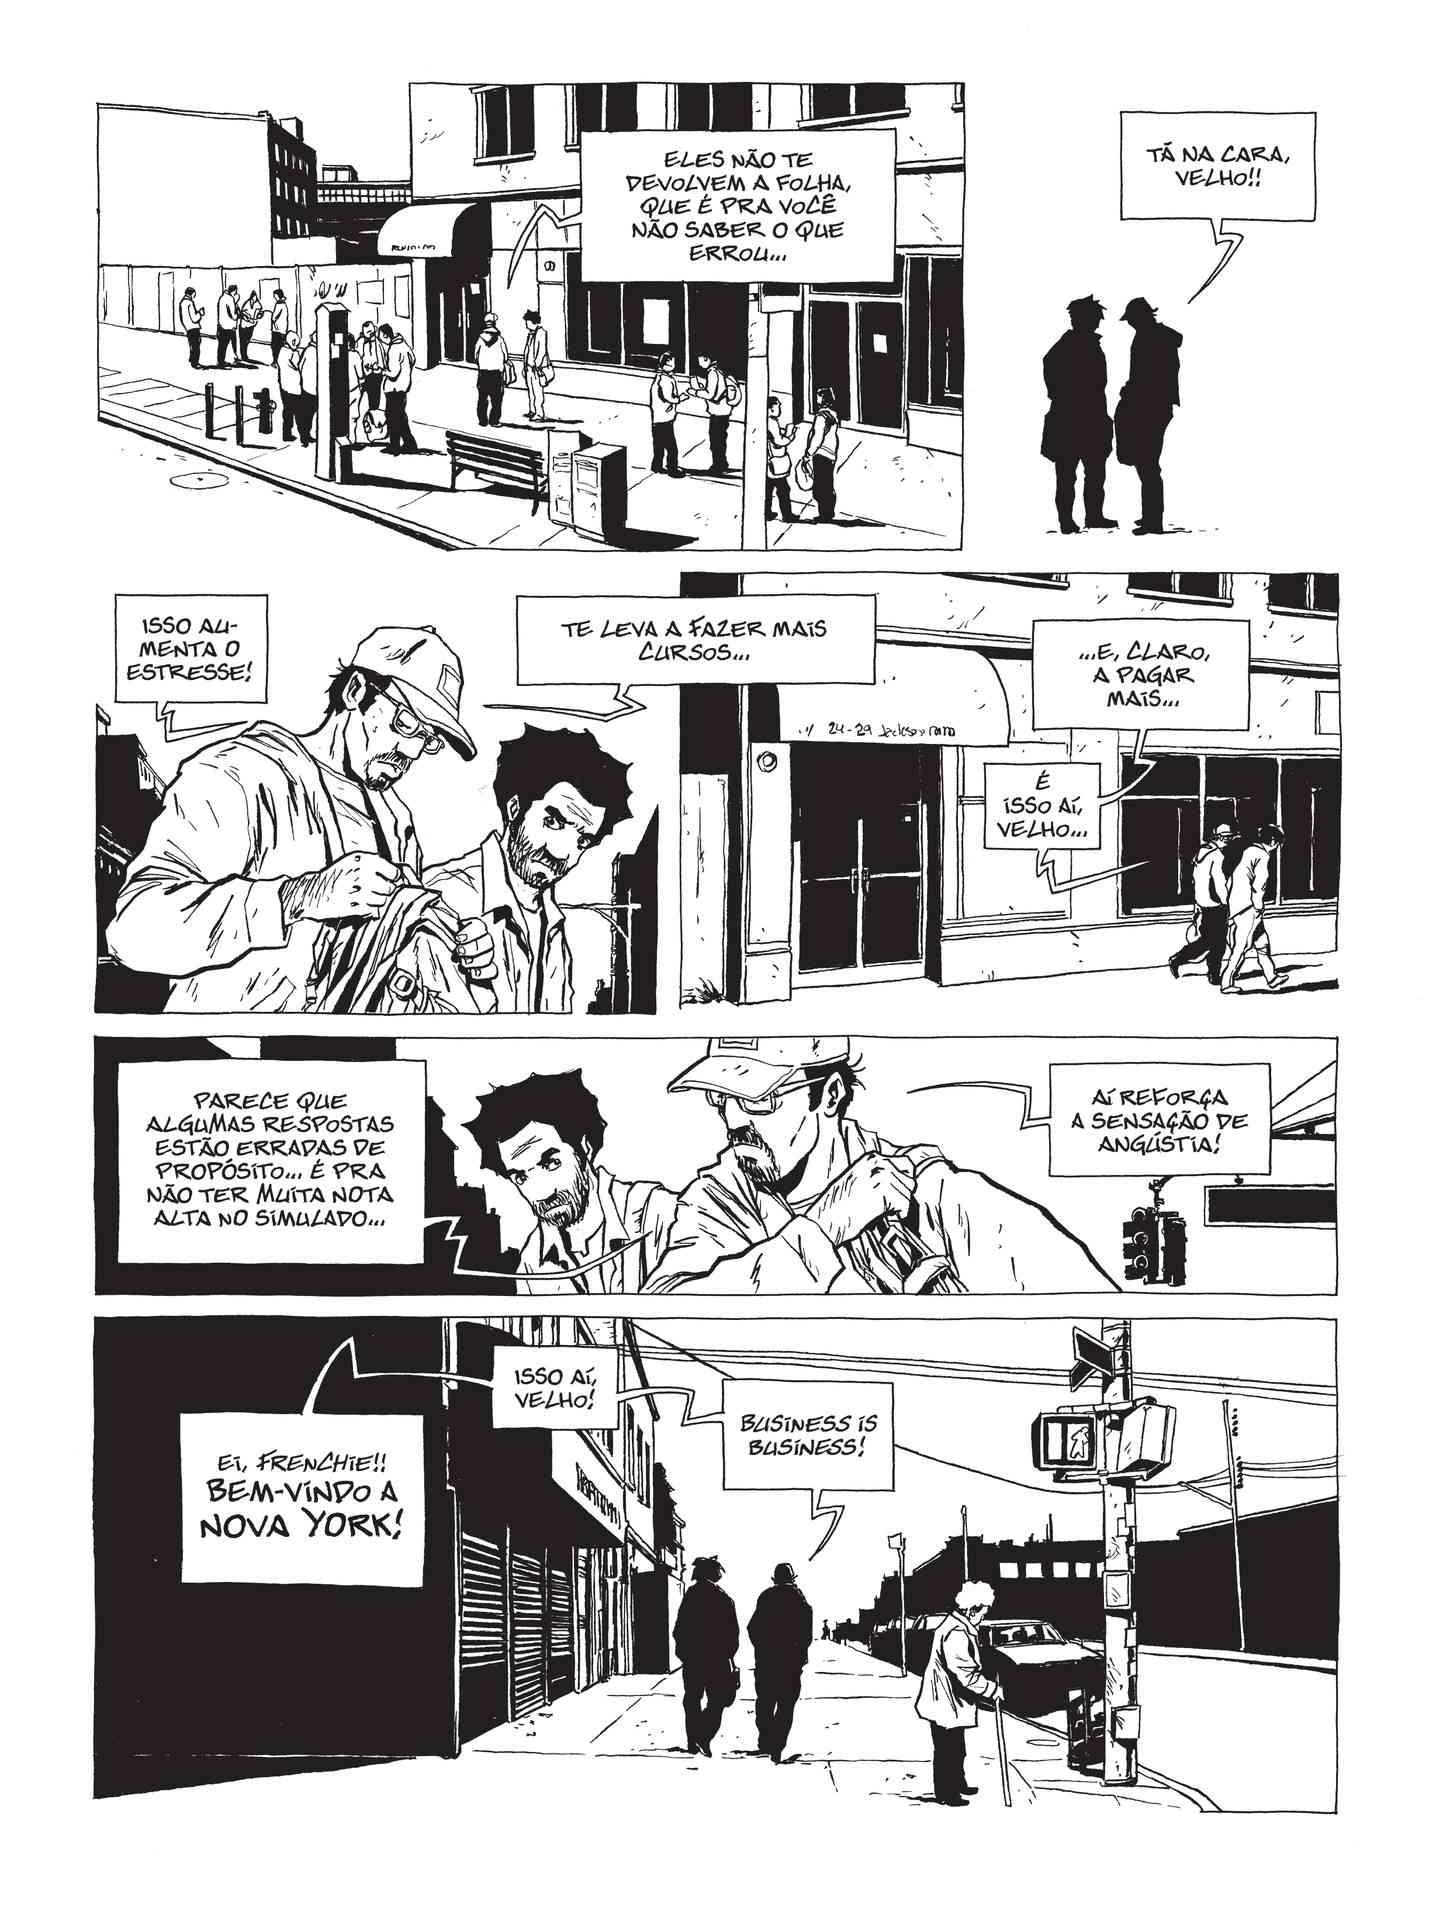 ELES NÃO TE
DEVOLVEM A FOLHA,
QUE É PRA VOCÊ
NÃO SABER O QUE
ERROU...
TÁ NA CARA,
VELHO!!
ISSO AU-
MENTA O
ESTRESSE!
TE LEVA A FAZER MAIS
CURSOS...
...E, CLARO,
A PAGAR
MAIS...
24-29
É
ISSO AÍ,
VELHO...
PARECE QUE
ALGUMAS RESPOSTAS
ESTÃO ERRADAS DE
PROPÓSITO... É PRA
NÃO TER MUITA NOTA
ALTA NO SIMULADO...
AÍ REFORÇA
A SENSAÇÃO DE
ANGÚSTIA!
EI, FRENCHIE!!
BEM-VINDO A
NOVA YORK!
ISSO AÍ,
VELHO!
BUSINESS IS
BUSINESS!